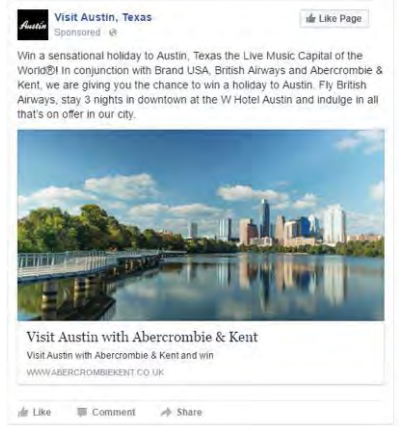 Austin
Visit Austin, Texas
Sponsored ·
Like Page
Win a sensational holiday to Austin, Texas the Live Music Capital of the
World®! In conjunction with Brand USA, British Airways and Abercrombie &
Kent, we are giving you the chance to win a holiday to Austin. Fly British
Airways, stay 3 nights in downtown at the W Hotel Austin and indulge in all
that's on offer in our city.
Visit Austin with Abercrombie & Kent
Visit Austin with Abercrombie & Kent and win
WWW.ABERCROMBIEKENT.CO.UK
Like
Comment
Share